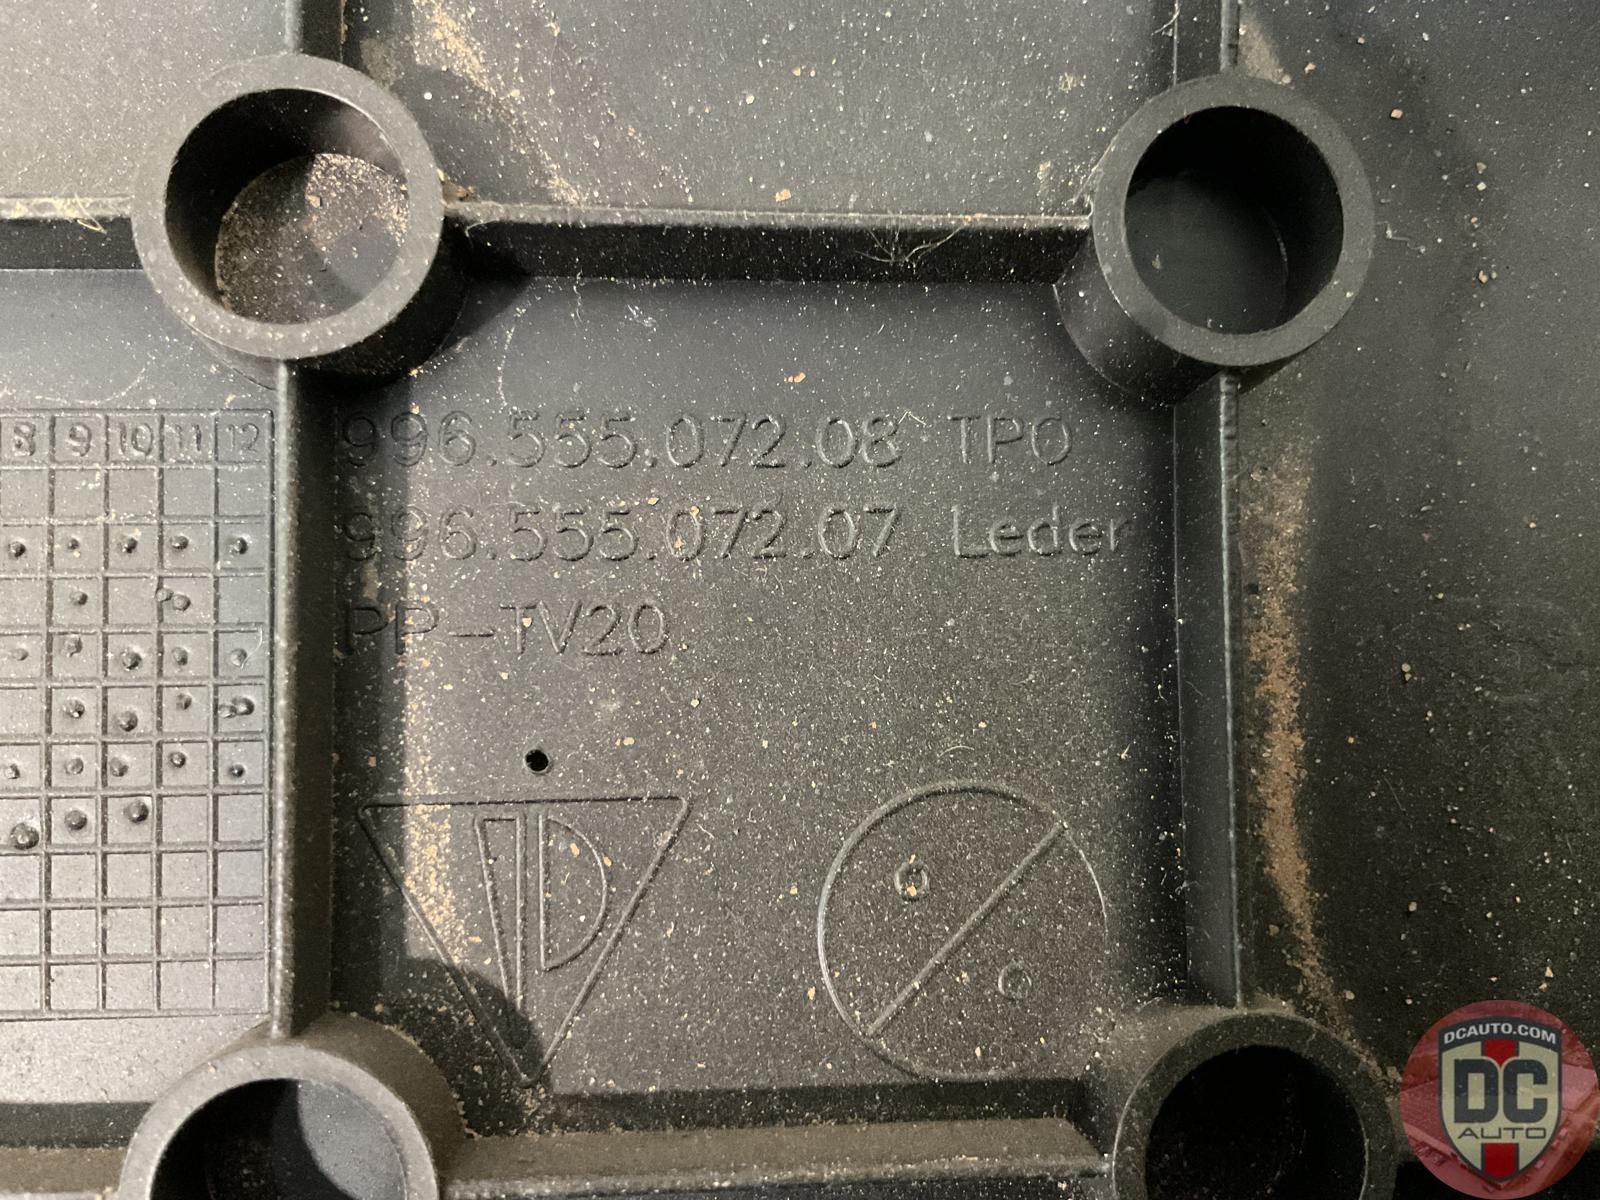 8 9 10 11 12
996.555.072.08 TPO
996.555.072.07 Leder
PP-TV20
DCAUTO.COM
DC
AUTO